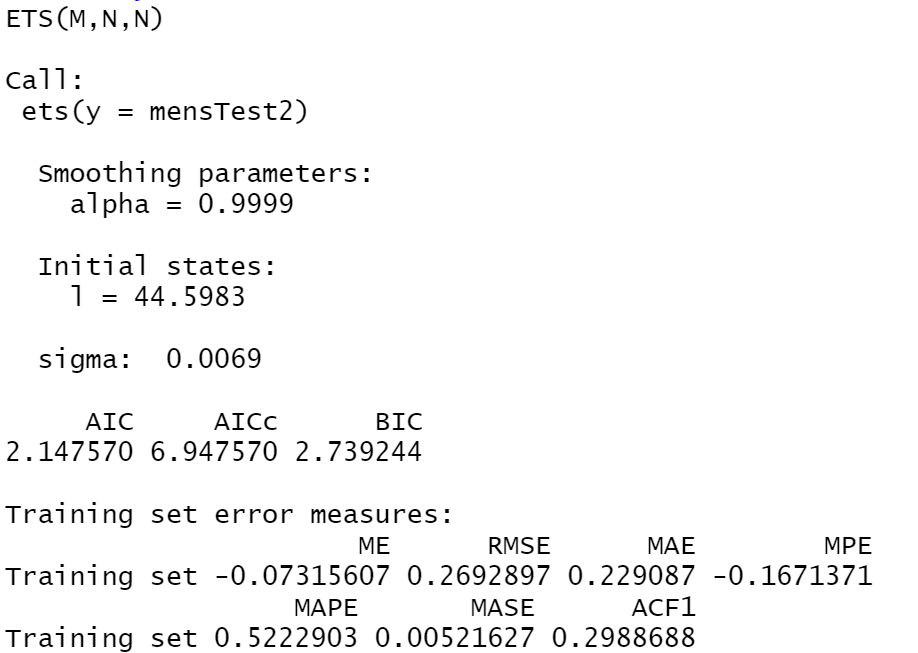 ETS(M,N,N)
Call:
ets(y = mensTest2)
Smoothing parameters:
alpha = 0.9999
Initial states:
l = 44.5983
sigma: 0.0069
AIC AICc BIC
2.147570 6.947570 2.739244
Training set error measures:
ME RMSE MAE MPE
Training set -0.07315607 0.2692897 0.229087 -0.1671371
MAPE MASE ACF1
Training set 0.5222903 0.00521627 0.2988688